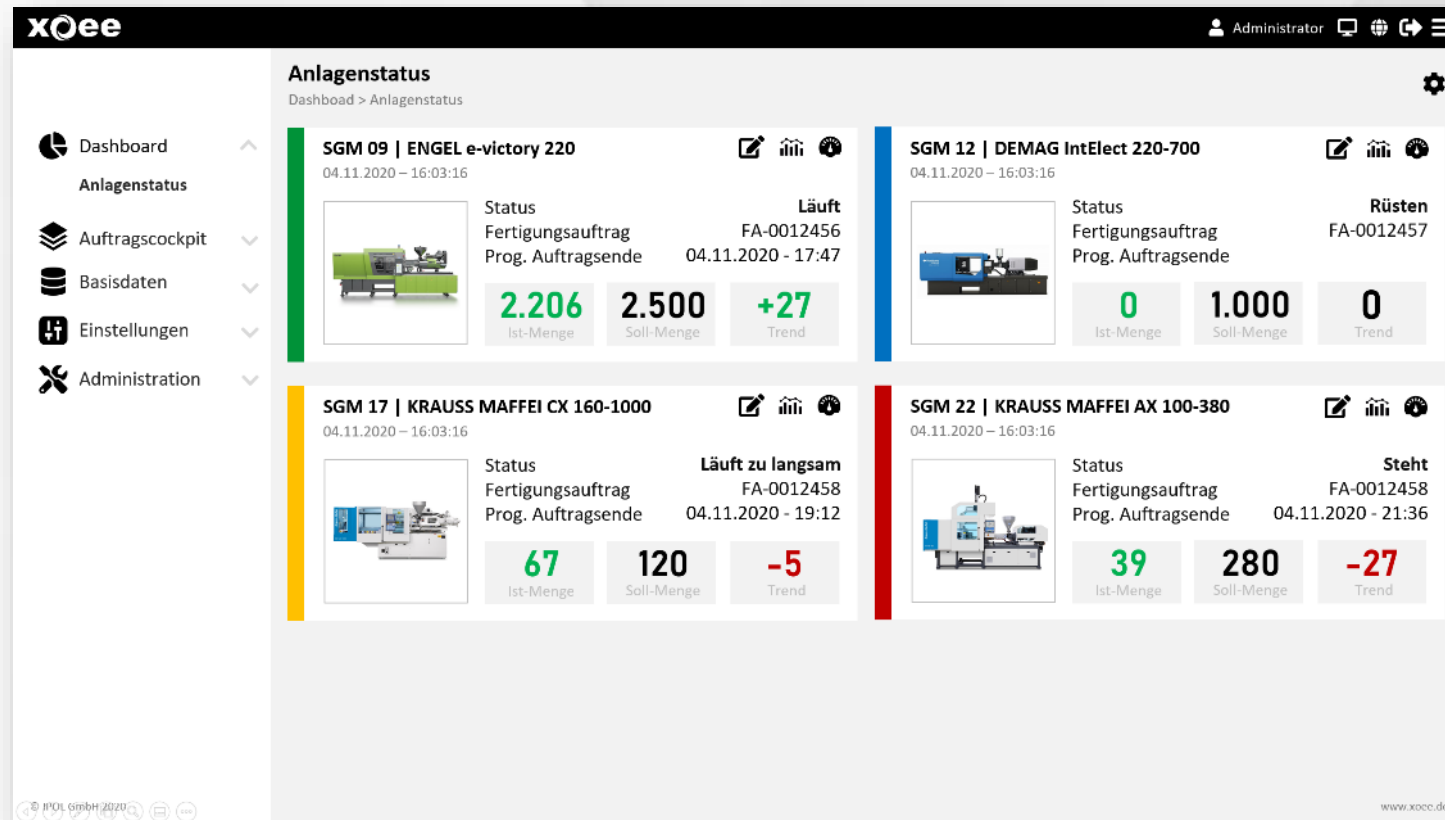 xoee
Administrator
Anlagenstatus
Dashboad > Anlagenstatus
Dashboard
Anlagenstatus
Auftragscockpit
Basisdaten
Einstellungen
Administration
SGM 09 | ENGEL e-victory 220
04.11.2020 – 16:03:16
Status Läuft
Fertigungsauftrag FA-0012456
Prog. Auftragsende 04.11.2020 - 17:47
2.206 2.500 +27
Ist-Menge Soll-Menge Trend
SGM 12 | DEMAG IntElect 220-700
04.11.2020 – 16:03:16
Status Rüsten
Fertigungsauftrag FA-0012457
Prog. Auftragsende
0 1.000 0
Ist-Menge Soll-Menge Trend
SGM 17 | KRAUSS MAFFEI CX 160-1000
04.11.2020 – 16:03:16
Status Läuft zu langsam
Fertigungsauftrag FA-0012458
Prog. Auftragsende 04.11.2020 - 19:12
67 120 -5
Ist-Menge Soll-Menge Trend
SGM 22 | KRAUSS MAFFEI AX 100-380
04.11.2020 – 16:03:16
Status Steht
Fertigungsauftrag FA-0012458
Prog. Auftragsende 04.11.2020 - 21:36
39 280 -27
Ist-Menge Soll-Menge Trend
© IPOL GmbH 2020
www.xoee.de